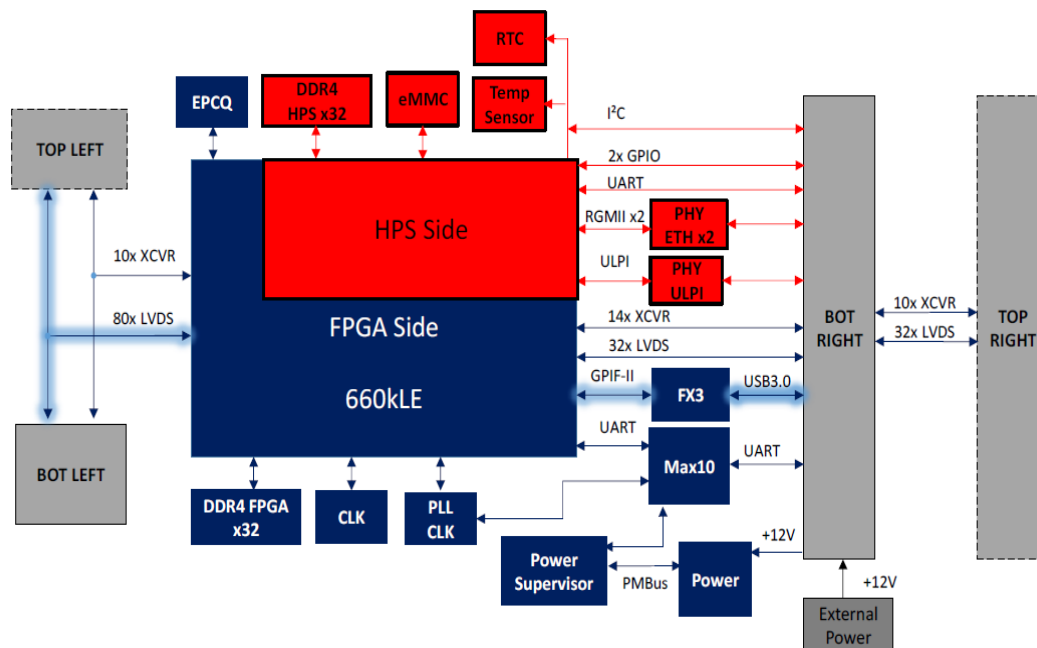 RTC
EPCQ
DDR4
HPS x32
eMMC
Temp
Sensor
I²C
TOP LEFT
2x GPIO
UART
HPS Side
RGMII x2
PHY
ETH x2
ULPI
PHY
ULPI
10x XCVR
80x LVDS
FPGA Side
660kLE
14x XCVR
32x LVDS
BOT
RIGHT
10x XCVR
32x LVDS
TOP
RIGHT
GPIF-II
FX3
USB3.0
UART
Max10
UART
BOT LEFT
DDR4 FPGA
x32
CLK
PLL
CLK
Power
Supervisor
PMBus
Power
+12V
+12V
External
Power